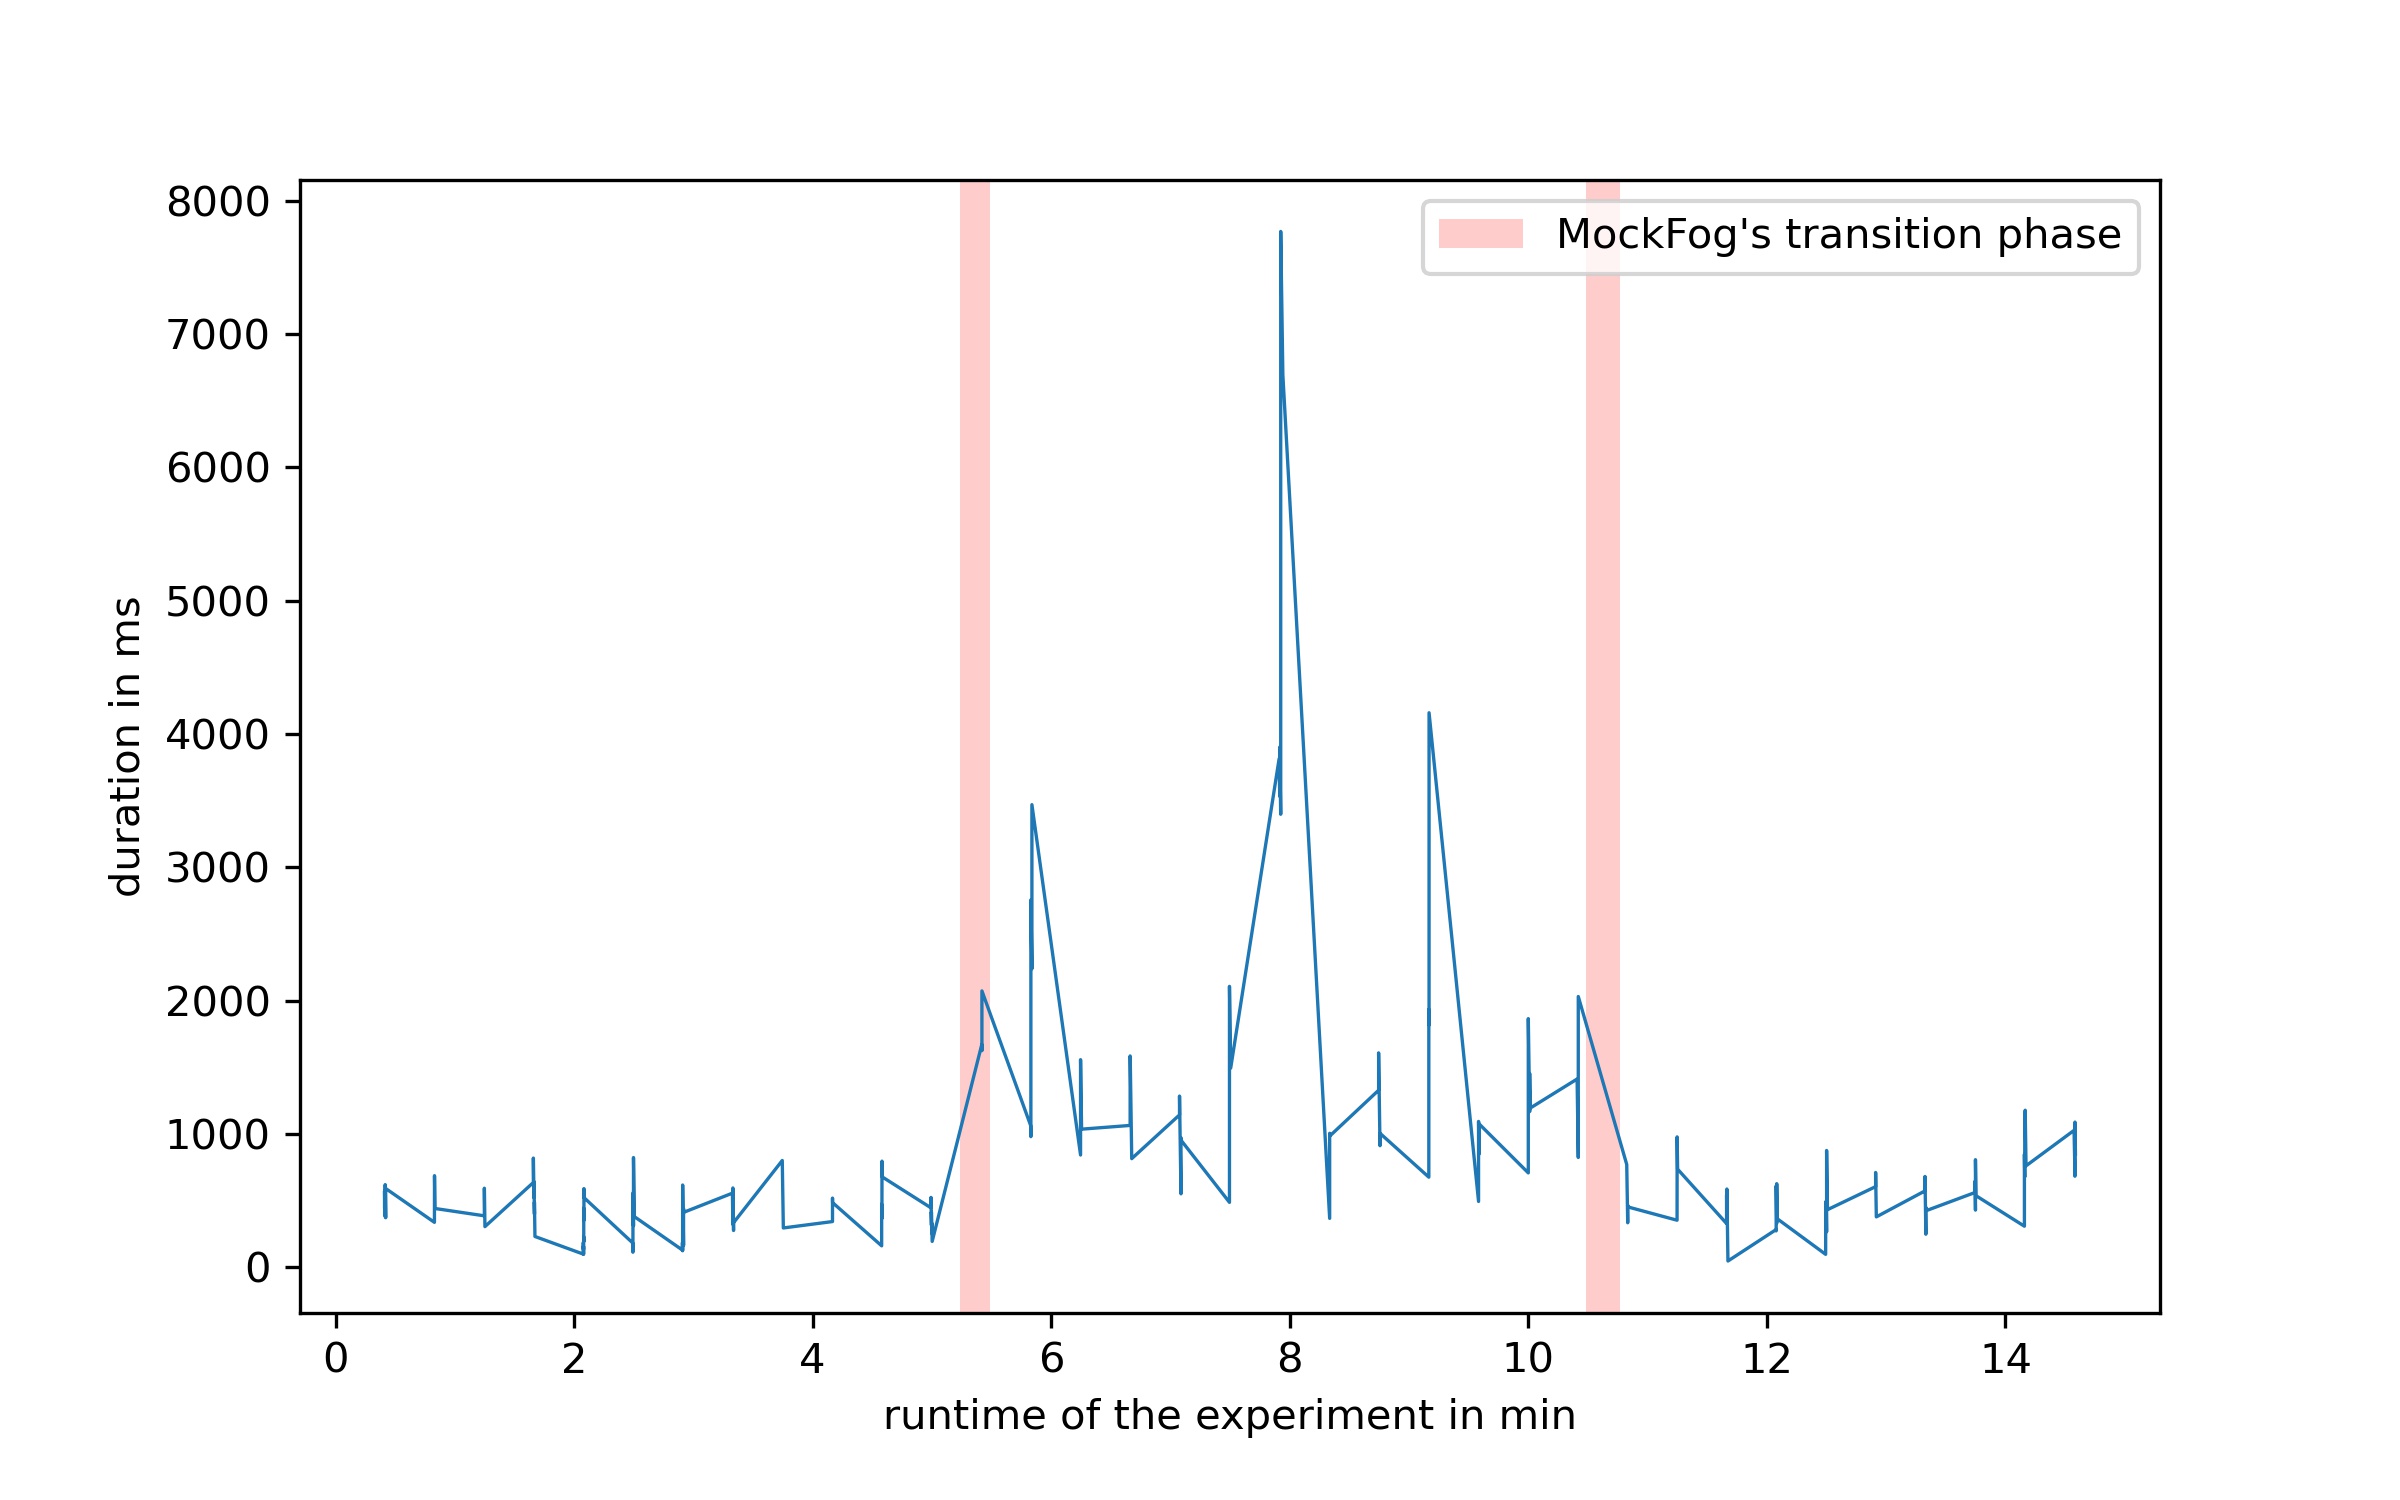 MockFog's transition phase
8000
7000
6000
5000
4000
3000
2000
1000
0
duration in ms
0 2 4 6 8 10 12 14
runtime of the experiment in min